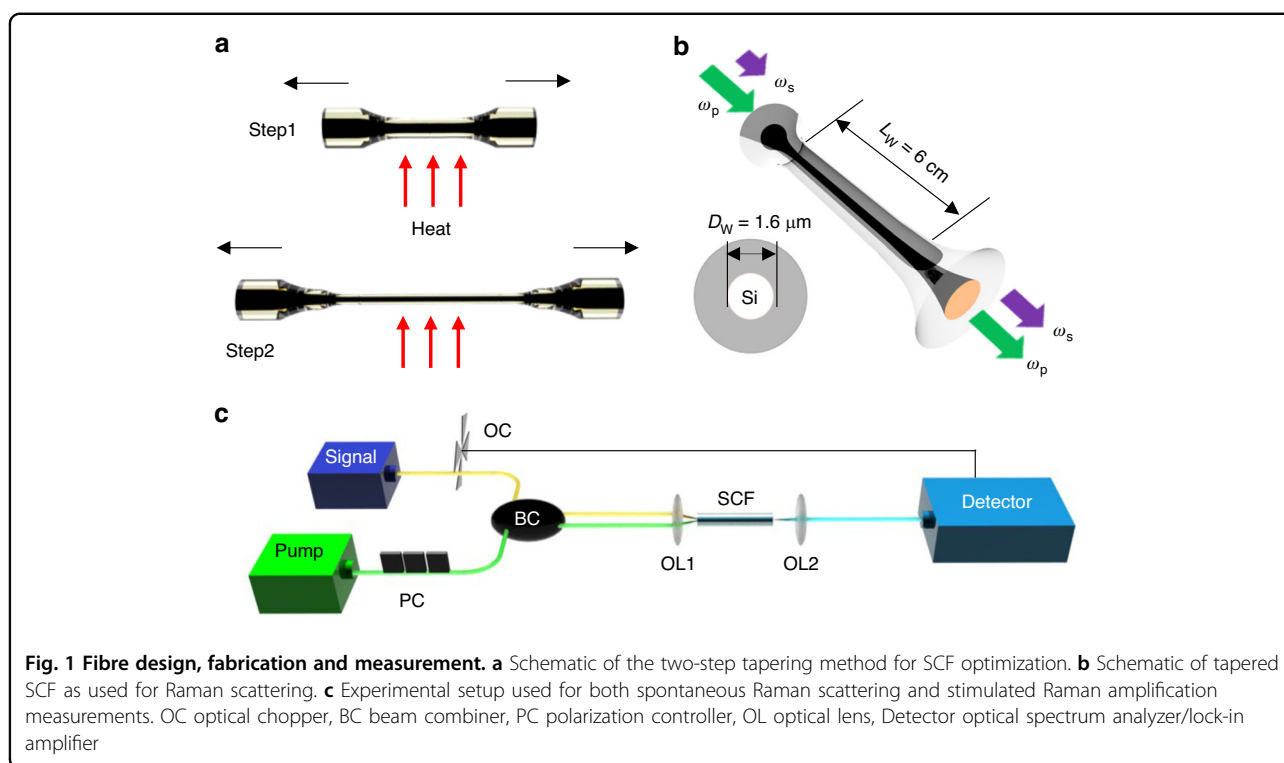 a
Step1
Heat
Step2
b
ωs
ωp
LW = 6 cm
DW = 1.6 μm
Si
ωs
ωp
c
OC
Signal
SCF
Detector
BC
Pump
OL1
OL2
PC
Fig. 1 Fibre design, fabrication and measurement. a Schematic of the two-step tapering method for SCF optimization. b Schematic of tapered
SCF as used for Raman scattering. c Experimental setup used for both spontaneous Raman scattering and stimulated Raman amplification
measurements. OC optical chopper, BC beam combiner, PC polarization controller, OL optical lens, Detector optical spectrum analyzer/lock-in
amplifier